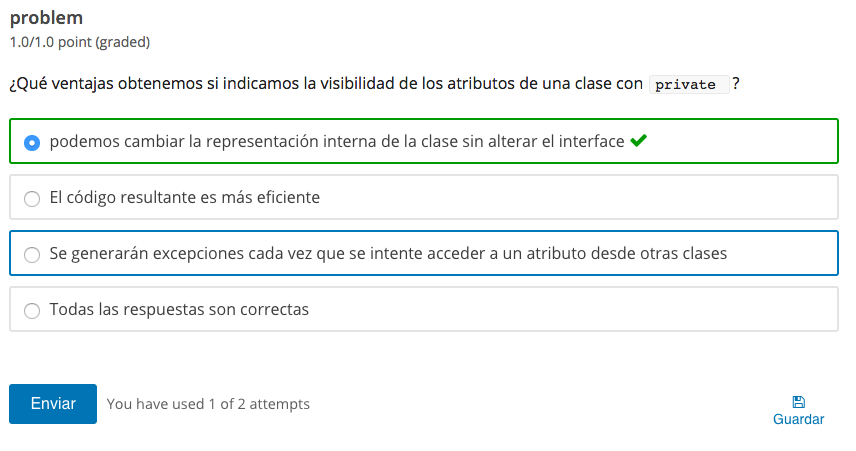 problem
1.0/1.0 point (graded)
¿Qué ventajas obtenemos si indicamos la visibilidad de los atributos de una clase con private ?
podemos cambiar la representación interna de la clase sin alterar el interface
El código resultante es más eficiente
Se generarán excepciones cada vez que se intente acceder a un atributo desde otras clases
Todas las respuestas son correctas
Enviar You have used 1 of 2 attempts
Guardar